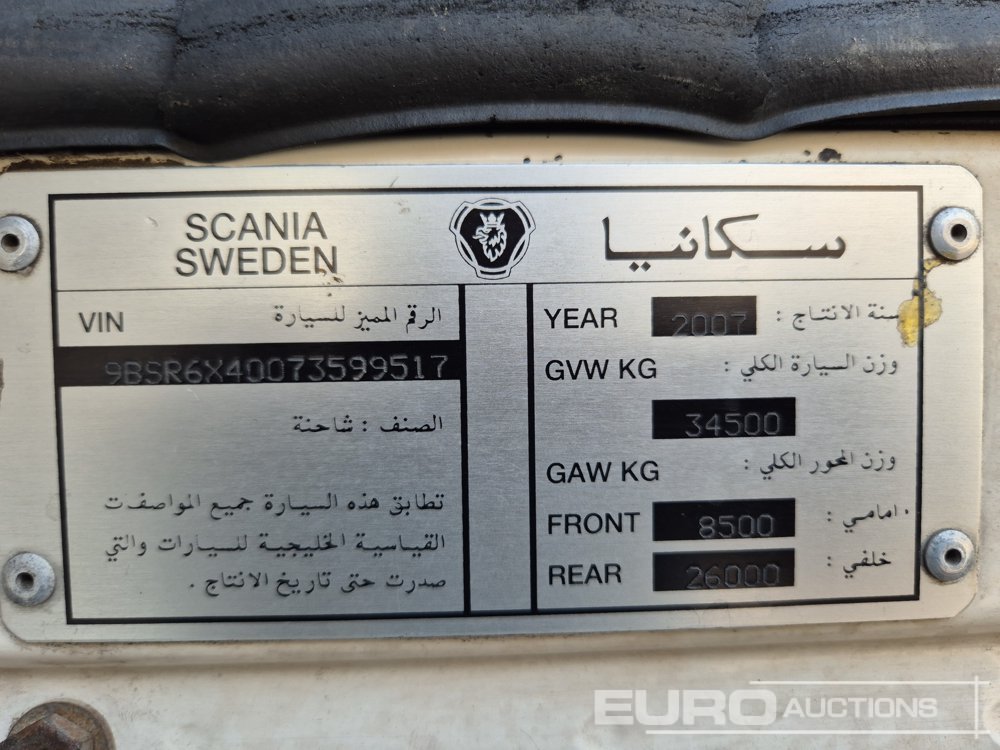 SCANIA
SWEDEN
سكانيا
VIN الرقم المميز للسيارة
9BSR6X40073599517
الصنف : شاحنة
تطابق هذه السيارة جميع المواصفت
القياسية الخليجية للسيارات والتي
صدرت حتى تاريخ الانتاج .
YEAR 2007 سنة الانتاج :
GVW KG وزن السيارة الكلي :
34500
GAW KG وزن المحور الكلي :
FRONT 8500 امامي :
REAR 26000 خلفي :
EURO AUCTIONS